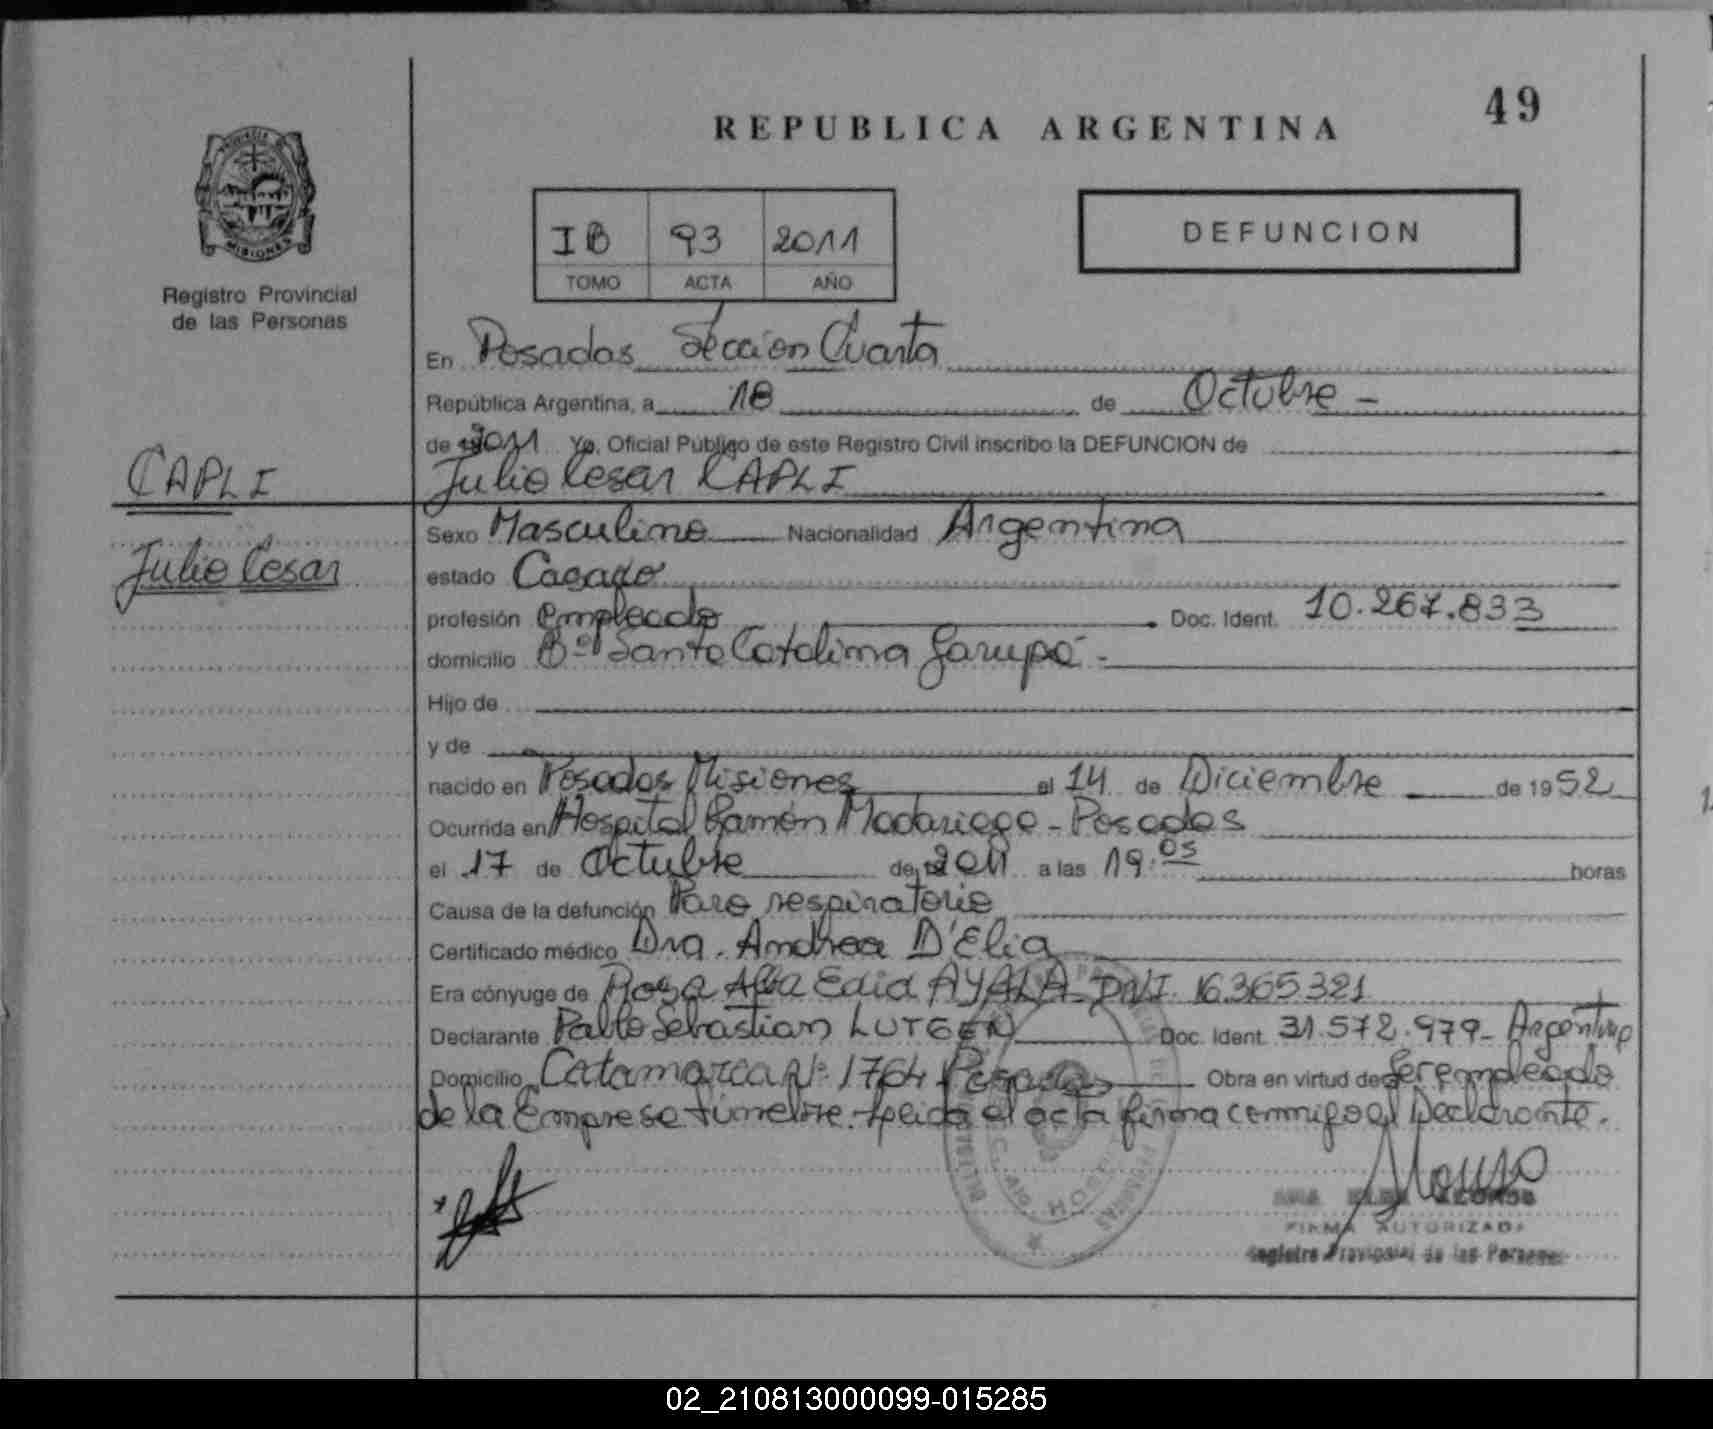 49
REPUBLICA ARGENTINA
PROVINCIA DE
MISIONES
Registro Provincial
de las Personas
IB 93 2011
TOMO ACTA AÑO
DEFUNCION
En Posadas Sección Cuarta
República Argentina, a 18 de Octubre -
de 2011 Yo, Oficial Público de este Registro Civil inscribo la DEFUNCION de
CAPLI
Julio Cesar CAPLI
Julio Cesar
Sexo Masculino Nacionalidad Argentina
estado Casado
profesión Empleado Doc. Ident. 10.267.833
domicilio Bº Santa Catalina Garupá -
Hijo de
y de
nacido en Posadas Misiones el 14 de Diciembre de 1952
Ocurrida en Hospital Ramón Madariaga - Posadas
el 17 de Octubre de 2011 a las 19:05 horas
Causa de la defunción Paro respiratorio
Certificado médico Dra. Andrea D'Elia
Era cónyuge de Rosa Alba Edid AYALA - DNI 16.365321
Declarante Pablo Sebastian LUTGEN Doc. Ident. 31.572.979 - Argentino
Domicilio Catamarca Nº 1764 Posadas Obra en virtud de Ser empleado
de la Empresa fúnebre. Leída el acta firma conmigo el Declarante.
FIRMA AUTORIZADA
Registro Provincial de las Personas
02_210813000099-015285